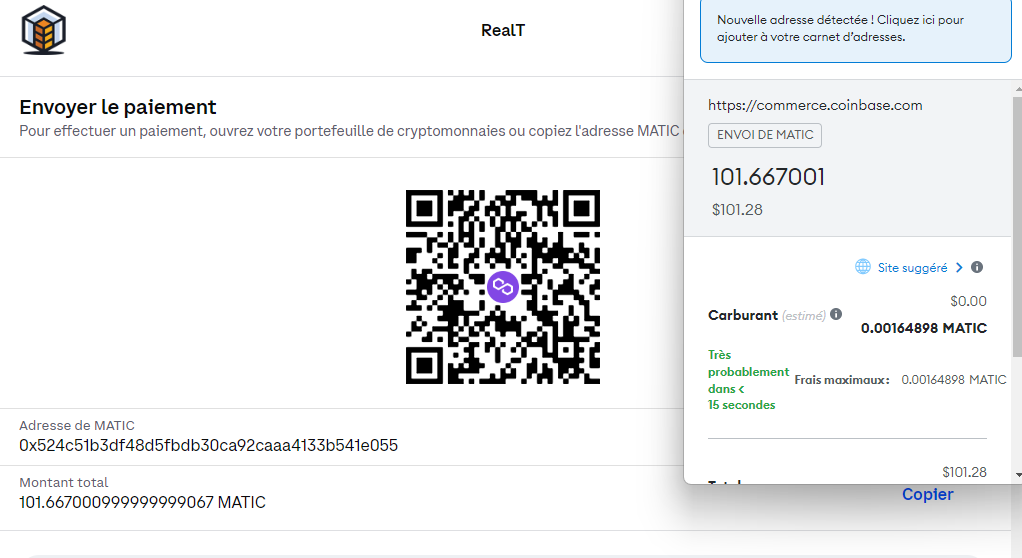 RealT
Envoyer le paiement
Pour effectuer un paiement, ouvrez votre portefeuille de cryptomonnaies ou copiez l'adresse MATIC
Adresse de MATIC
0x524c51b3df48d5fbdb30ca92caaa4133b541e055
Montant total
101.667000999999999067 MATIC
Copier
Nouvelle adresse détectée ! Cliquez ici pour
ajouter à votre carnet d’adresses.
https://commerce.coinbase.com
ENVOI DE MATIC
101.667001
$101.28
Site suggéré
$0.00
Carburant (estimé)
0.00164898 MATIC
Très
probablement
dans <
15 secondes
Frais maximaux: 0.00164898 MATIC
$101.28